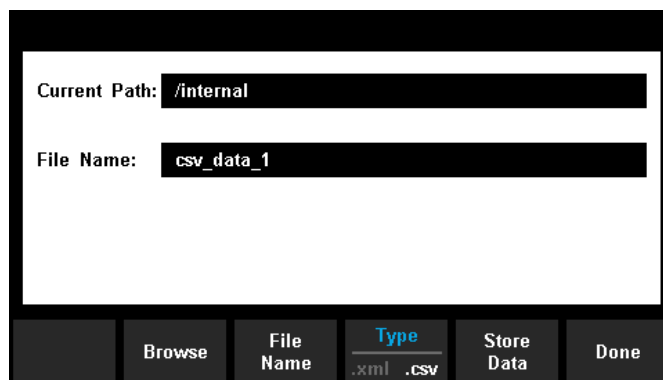 Current Path: /internal
File Name: csv_data_1
Browse
File Name
Type
.xml .csv
Store Data
Done